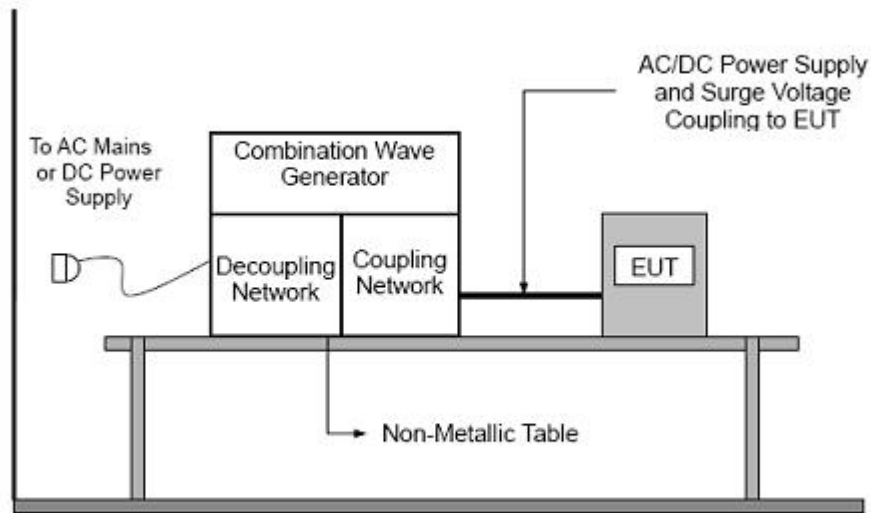 AC/DC Power Supply
and Surge Voltage
Coupling to EUT
To AC Mains
or DC Power
Supply
Combination Wave
Generator
Decoupling
Network
Coupling
Network
EUT
Non-Metallic Table